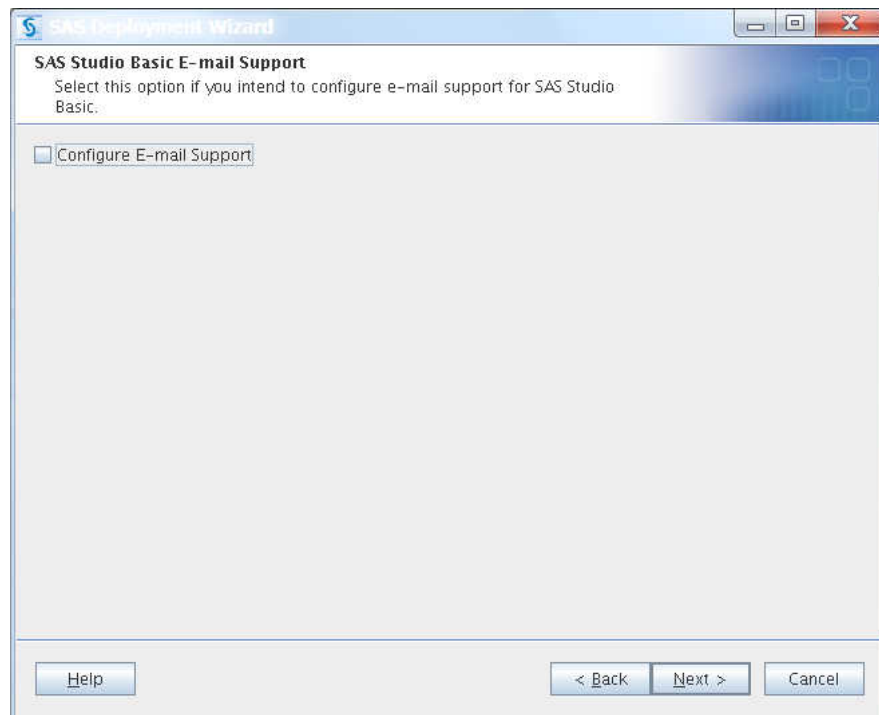 SAS Deployment Wizard
SAS Studio Basic E-mail Support
Select this option if you intend to configure e-mail support for SAS Studio
Basic.
Configure E-mail Support
Help
< Back
Next >
Cancel